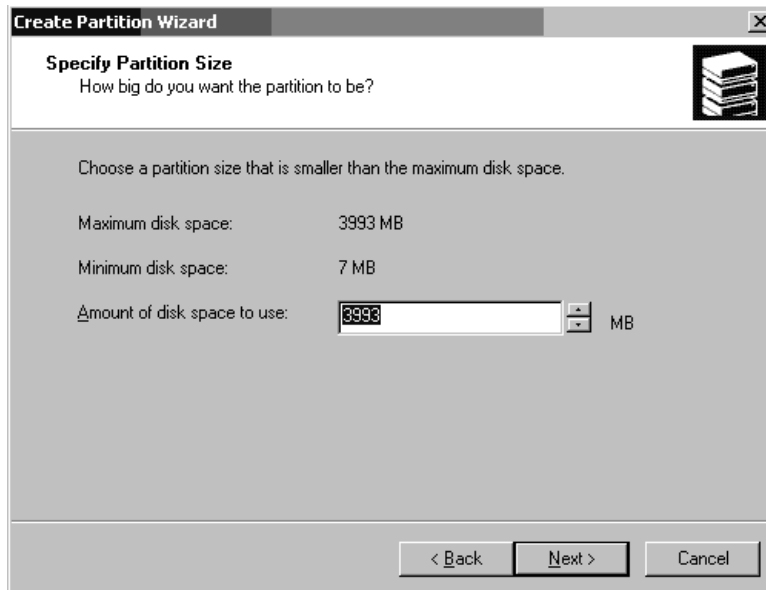 Create Partition Wizard
Specify Partition Size
How big do you want the partition to be?
Choose a partition size that is smaller than the maximum disk space.
Maximum disk space: 3993 MB
Minimum disk space: 7 MB
Amount of disk space to use: 3993 MB
< Back Next > Cancel